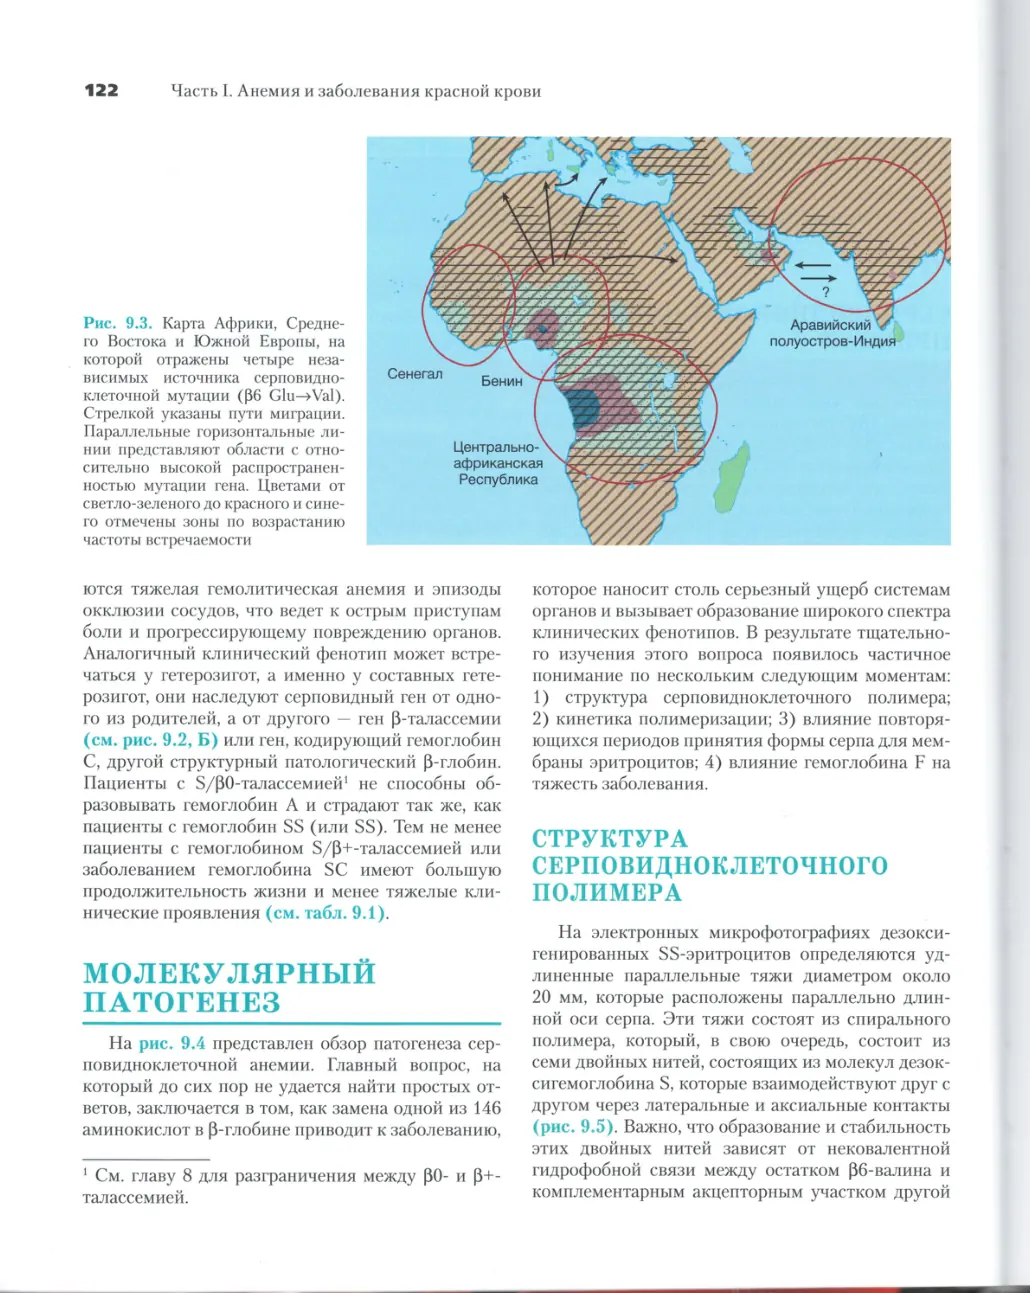 122 Часть I. Анемия и заболевания красной крови
Рис. 9.3. Карта Африки, Средне-
го Востока и Южной Европы, на
которой отражены четыре неза-
висимых источника серповидно-
клеточной мутации (β6 Glu→Val).
Стрелкой указаны пути миграции.
Параллельные горизонтальные ли-
нии представляют области с отно-
сительно высокой распространен-
ностью мутации гена. Цветами от
светло-зеленого до красного и сине-
го отмечены зоны по возрастанию
частоты встречаемости
?
Аравийский
полуостров-Индия
Сенегал
Бенин
Центрально-
африканская
Республика
ются тяжелая гемолитическая анемия и эпизоды
окклюзии сосудов, что ведет к острым приступам
боли и прогрессирующему повреждению органов.
Аналогичный клинический фенотип может встре-
чаться у гетерозигот, а именно у составных гете-
розигот, они наследуют серповидный ген от одно-
го из родителей, а от другого — ген β-талассемии
(см. рис. 9.2, Б) или ген, кодирующий гемоглобин
С, другой структурный патологический β-глобин.
Пациенты с S/β0-талассемией¹ не способны об-
разовывать гемоглобин А и страдают так же, как
пациенты с гемоглобин SS (или SS). Тем не менее
пациенты с гемоглобином S/β+-талассемией или
заболеванием гемоглобина SC имеют большую
продолжительность жизни и менее тяжелые кли-
нические проявления (см. табл. 9.1).
МОЛЕКУЛЯРНЫЙ
ПАТОГЕНЕЗ
На рис. 9.4 представлен обзор патогенеза сер-
повидноклеточной анемии. Главный вопрос, на
который до сих пор не удается найти простых от-
ветов, заключается в том, как замена одной из 146
аминокислот в β-глобине приводит к заболеванию,
¹ См. главу 8 для разграничения между β0- и β+-
талассемией.
которое наносит столь серьезный ущерб системам
органов и вызывает образование широкого спектра
клинических фенотипов. В результате тщательно-
го изучения этого вопроса появилось частичное
понимание по нескольким следующим моментам:
1) структура серповидноклеточного полимера;
2) кинетика полимеризации; 3) влияние повторя-
ющихся периодов принятия формы серпа для мем-
браны эритроцитов; 4) влияние гемоглобина F на
тяжесть заболевания.
СТРУКТУРА
СЕРПОВИДНОКЛЕТОЧНОГО
ПОЛИМЕРА
На электронных микрофотографиях дезокси-
генированных SS-эритроцитов определяются уд-
линенные параллельные тяжи диаметром около
20 мм, которые расположены параллельно длин-
ной оси серпа. Эти тяжи состоят из спирального
полимера, который, в свою очередь, состоит из
семи двойных нитей, состоящих из молекул дезок-
сигемоглобина S, которые взаимодействуют друг с
другом через латеральные и аксиальные контакты
(рис. 9.5). Важно, что образование и стабильность
этих двойных нитей зависят от нековалентной
гидрофобной связи между остатком β6-валина и
комплементарным акцепторным участком другой